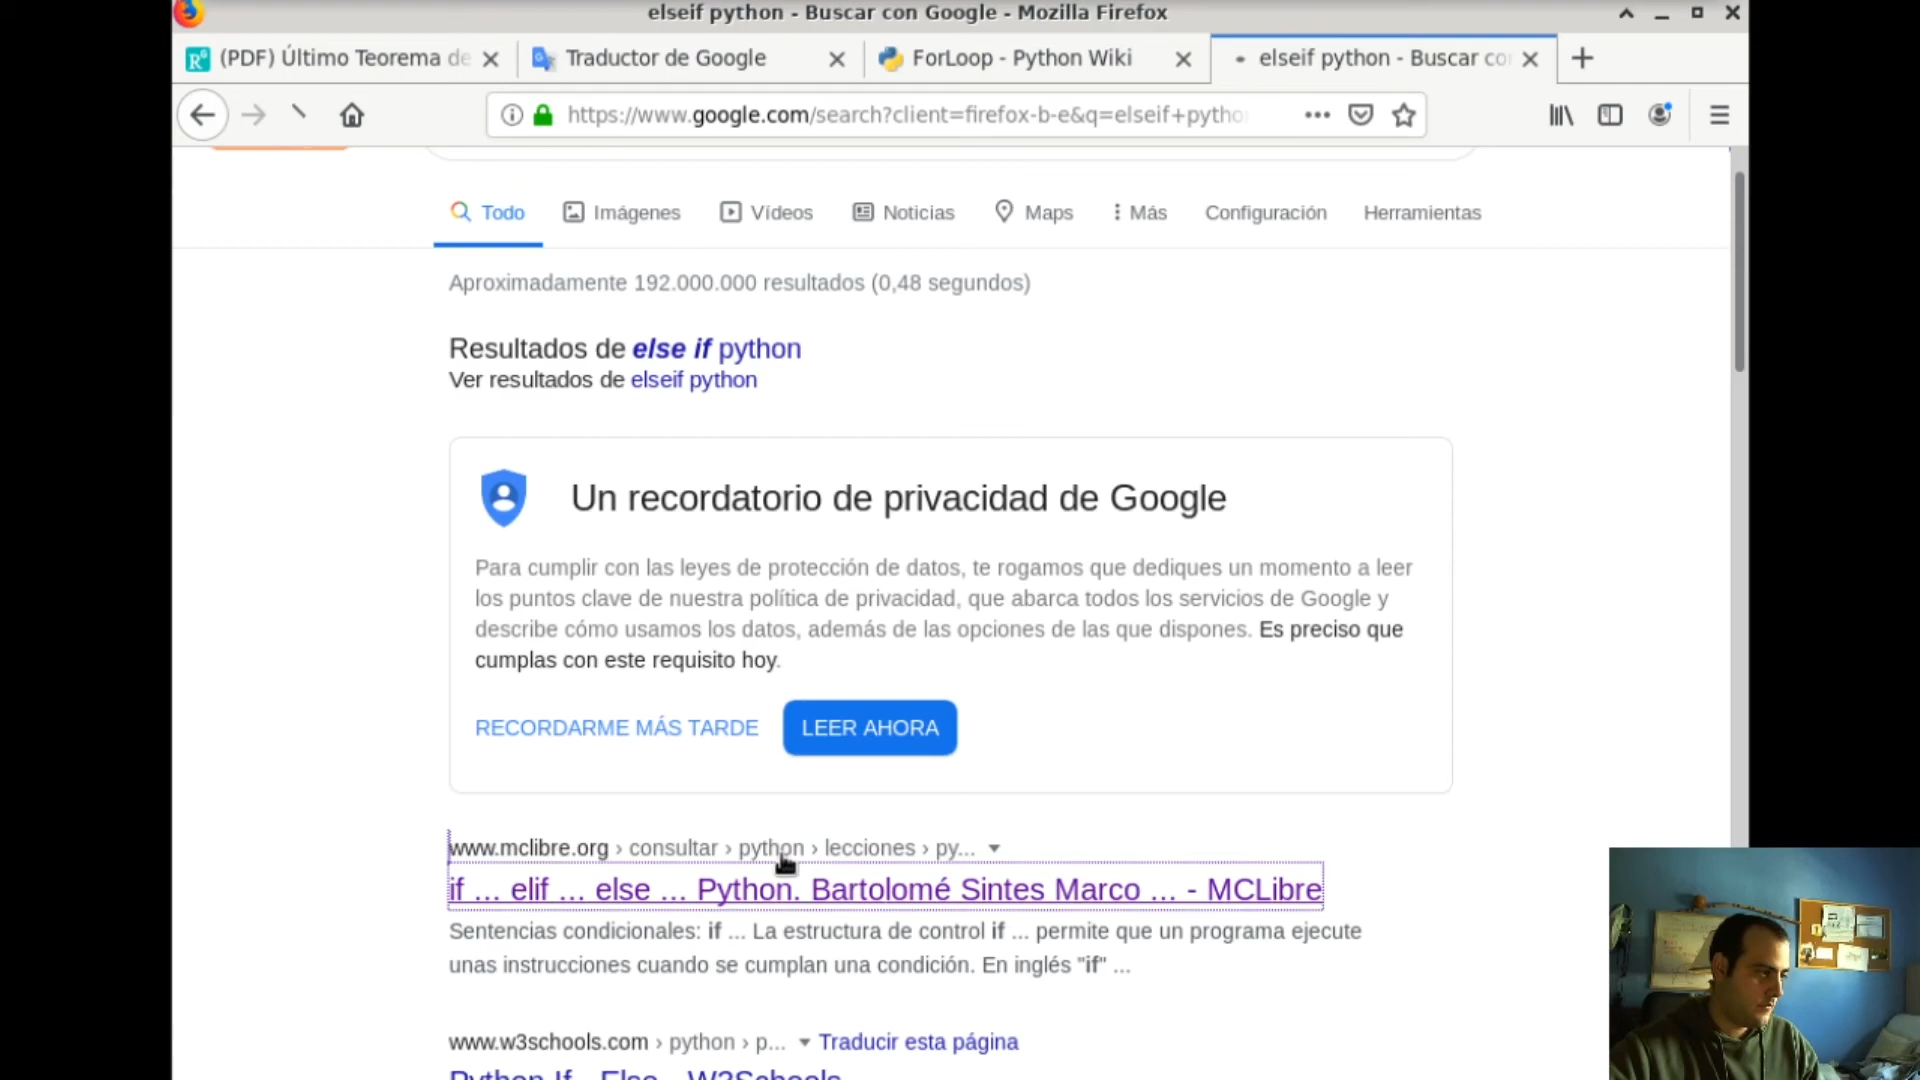 elseif python - Buscar con Google - Mozilla Firefox
(PDF) Último Teorema de
Traductor de Google
ForLoop - Python Wiki
elseif python - Buscar co
https://www.google.com/search?client=firefox-b-e&q=elseif+pytho
Todo
Imágenes
Vídeos
Noticias
Maps
Más
Configuración
Herramientas
Aproximadamente 192.000.000 resultados (0,48 segundos)
Resultados de else if python
Ver resultados de elseif python
Un recordatorio de privacidad de Google
Para cumplir con las leyes de protección de datos, te rogamos que dediques un momento a leer
los puntos clave de nuestra política de privacidad, que abarca todos los servicios de Google y
describe cómo usamos los datos, además de las opciones de las que dispones. Es preciso que
cumplas con este requisito hoy.
RECORDARME MÁS TARDE
LEER AHORA
www.mclibre.org › consultar › python › lecciones › py...
if ... elif ... else ... Python. Bartolomé Sintes Marco ... - MCLibre
Sentencias condicionales: if ... La estructura de control if ... permite que un programa ejecute
unas instrucciones cuando se cumplan una condición. En inglés "if" ...
www.w3schools.com › python › p...
Traducir esta página
Python If...Else - W3Schools